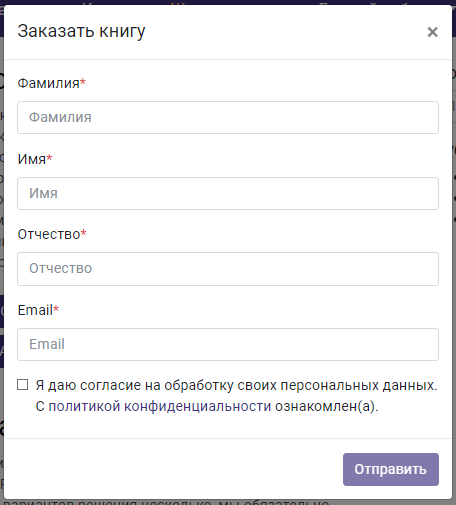 Заказать книгу
×
Фамилия*
Фамилия
Имя*
Имя
Отчество*
Отчество
Email*
Email
Я даю согласие на обработку своих персональных данных.
С политикой конфиденциальности ознакомлен(а).
Отправить